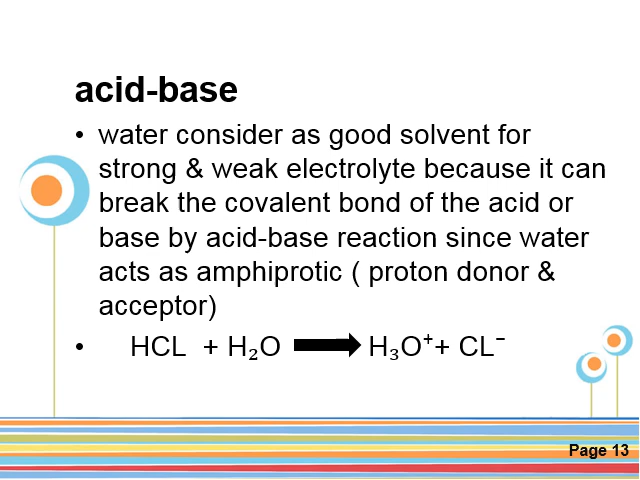 acid-base
• water consider as good solvent for
strong & weak electrolyte because it can
break the covalent bond of the acid or
base by acid-base reaction since water
acts as amphiprotic ( proton donor &
acceptor)
• HCL + H₂O ➡ H₃O⁺+ CL⁻
Page 13